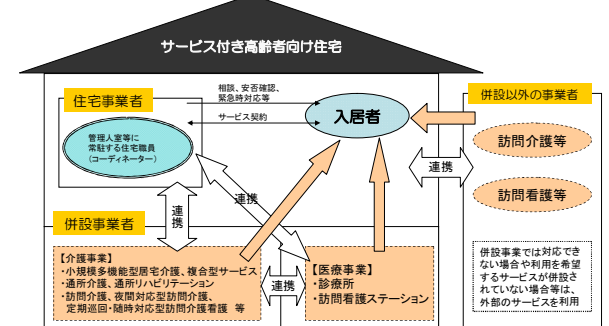 サービス付き高齢者向け住宅
住宅事業者
相談、安否確認、
緊急時対応等
サービス契約
入居者
管理人室等に
常駐する住宅職員
(コーディネーター)
併設以外の事業者
訪問介護等
訪問看護等
連携
連携
連携
併設事業者
【介護事業】
・小規模多機能型居宅介護、複合型サービス
・通所介護、通所リハビリテーション
・訪問介護、夜間対応型訪問介護、
定期巡回・随時対応型訪問介護看護 等
連携
【医療事業】
・診療所
・訪問看護ステーション
併設事業では対応でき
ない場合や利用を希望
するサービスが併設さ
れていない場合等は、
外部のサービスを利用